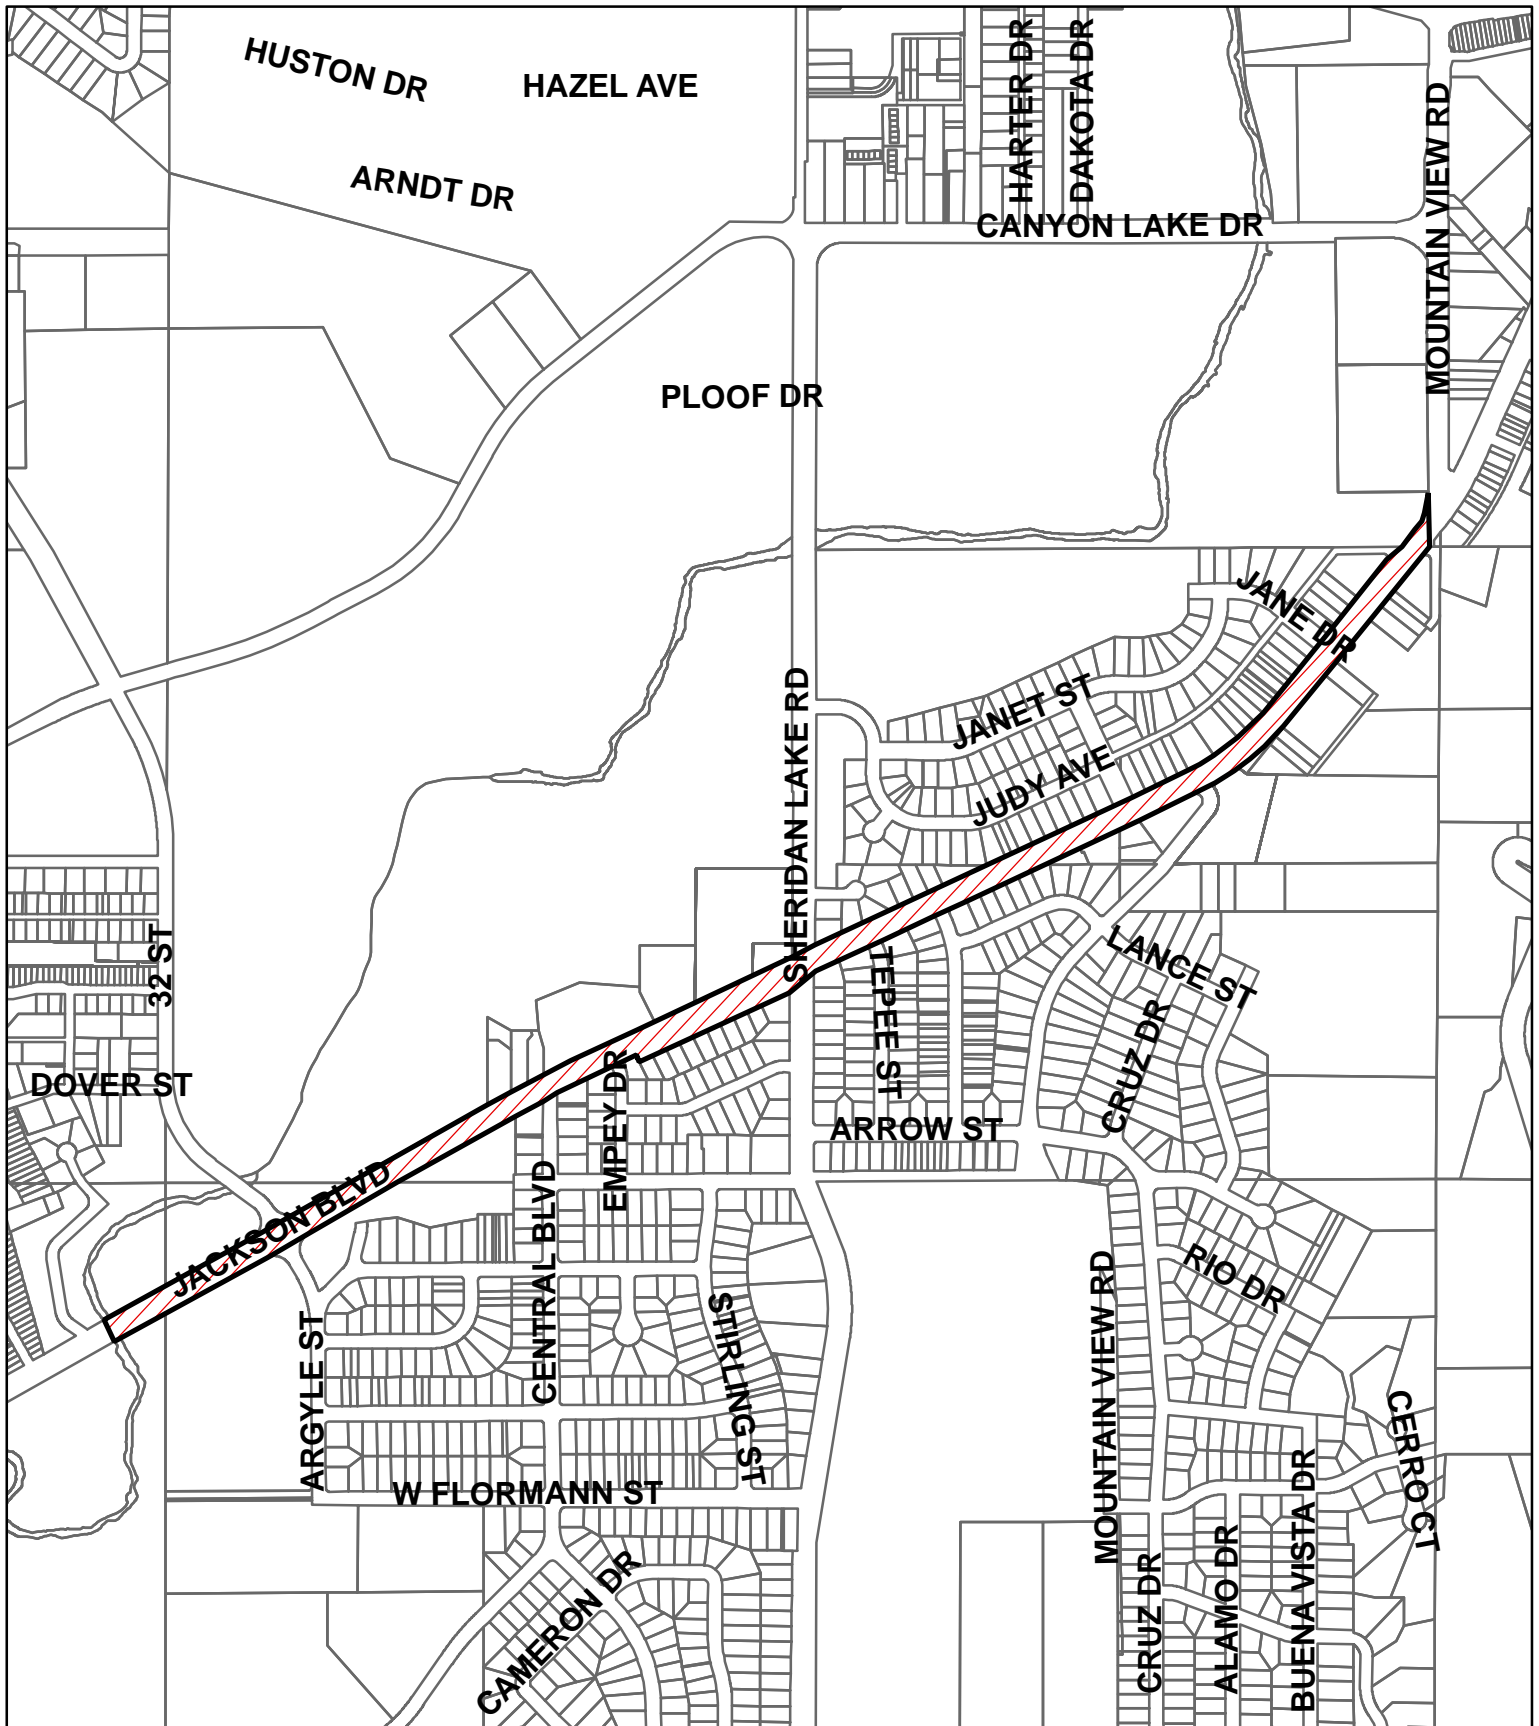 HUSTON DR
HAZEL AVE
HARTER DR
DAKOTA DR
MOUNTAIN VIEW RD
ARNDT DR
CANYON LAKE DR
PLOOF DR
JANE DR
JANET ST
SHERIDAN LAKE RD
JUDY AVE
32 ST
LANCE ST
TEPEE ST
CRUZ DR
DOVER ST
EMPEY DR
ARROW ST
JACKSON BLVD
CENTRAL BLVD
RIO DR
MOUNTAIN VIEW RD
STIRLING ST
ARGYLE ST
CERRO CT
W FLORMANN ST
CAMERON DR
CRUZ DR
ALAMO DR
BUENA VISTA DR